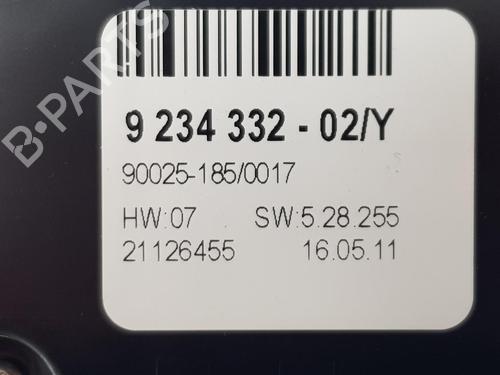 9 234 332 - 02/Y
90025-185/0017
HW:07 SW:5.28.255
21126455 16.05.11
B-PARTS